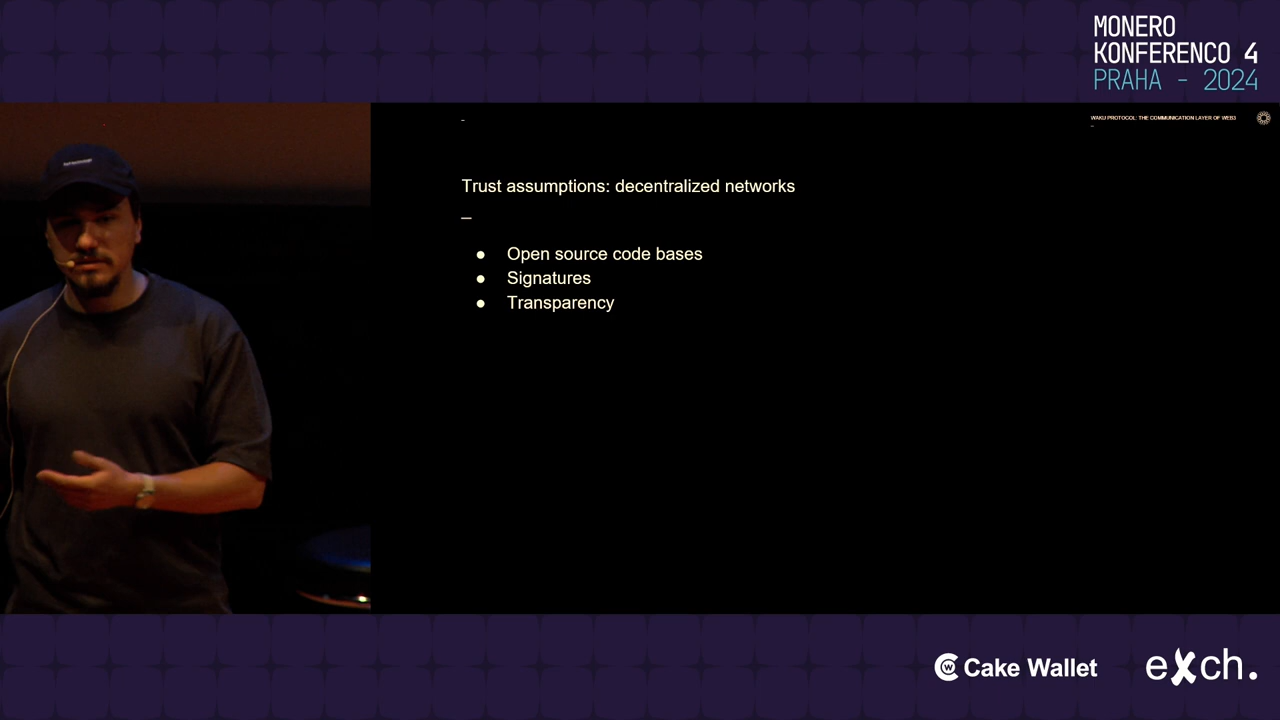 MONERO
KONFERENCO 4
PRAHA - 2024
WAKU PROTOCOL: THE COMMUNICATION LAYER OF WEB3
Trust assumptions: decentralized networks
● Open source code bases
● Signatures
● Transparency
Cake Wallet
eXch.